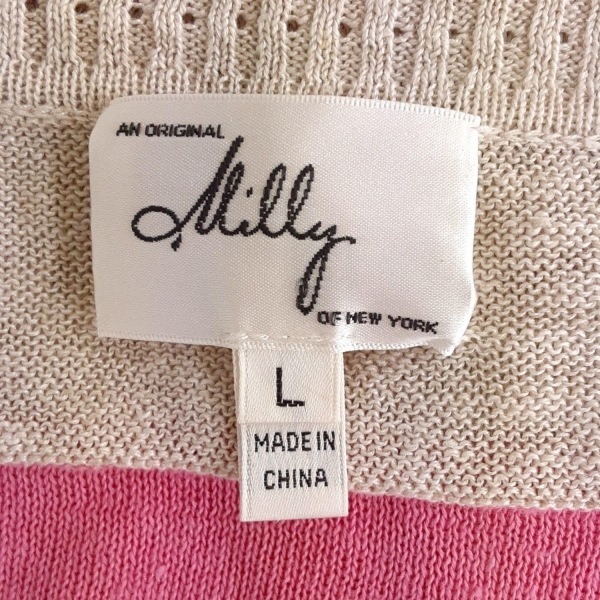 AN ORIGINAL
Milly
OF NEW YORK
L
MADE IN
CHINA